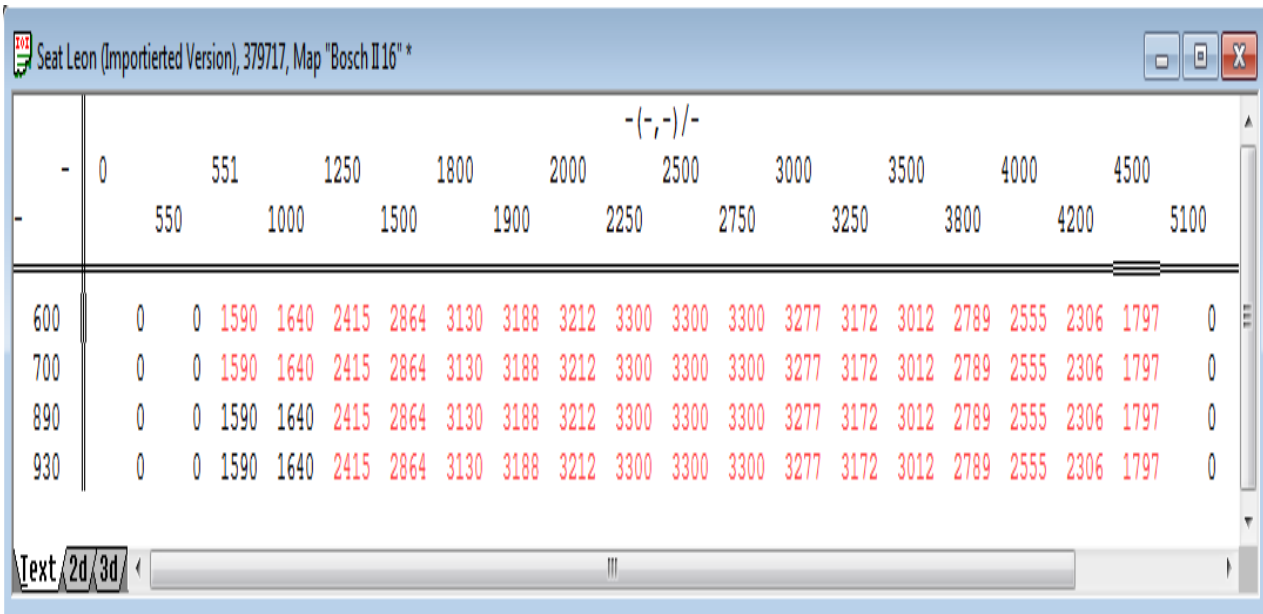 Seat Leon (Importierted Version), 379717, Map "Bosch II 16" *
-(-,-)/-
- 0 551 1250 1800 2000 2500 3000 3500 4000 4500
- 550 1000 1500 1900 2250 2750 3250 3800 4200 5100
600 0 0 1590 1640 2415 2864 3130 3188 3212 3300 3300 3300 3277 3172 3012 2789 2555 2306 1797 0
700 0 0 1590 1640 2415 2864 3130 3188 3212 3300 3300 3300 3277 3172 3012 2789 2555 2306 1797 0
890 0 0 1590 1640 2415 2864 3130 3188 3212 3300 3300 3300 3277 3172 3012 2789 2555 2306 1797 0
930 0 0 1590 1640 2415 2864 3130 3188 3212 3300 3300 3300 3277 3172 3012 2789 2555 2306 1797 0
Text 2d 3d